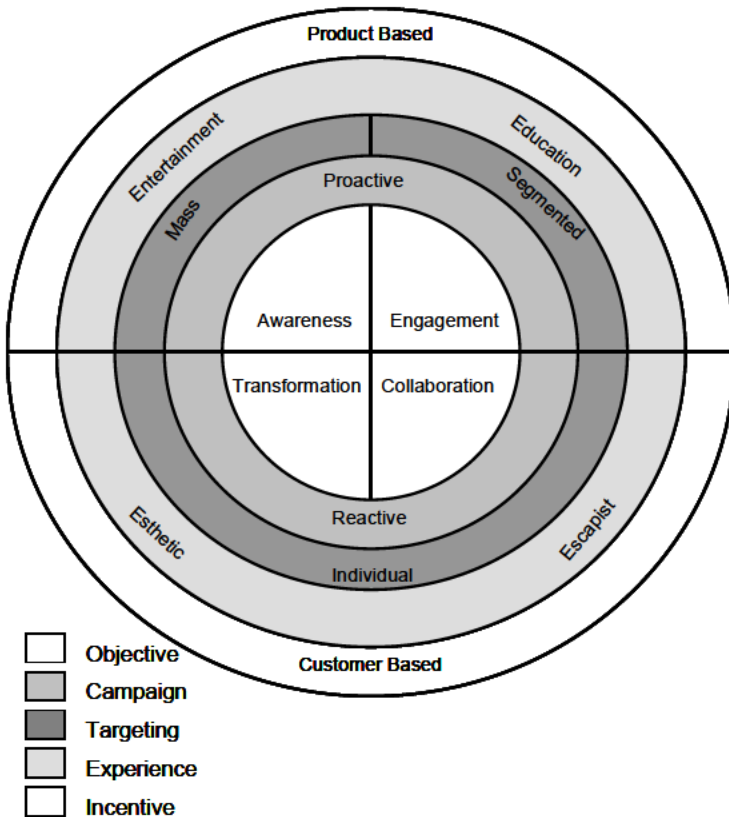 Product Based
Entertainment
Education
Mass
Segmented
Proactive
Awareness
Engagement
Transformation
Collaboration
Reactive
Esthetic
Escapist
Individual
Customer Based
Objective
Campaign
Targeting
Experience
Incentive